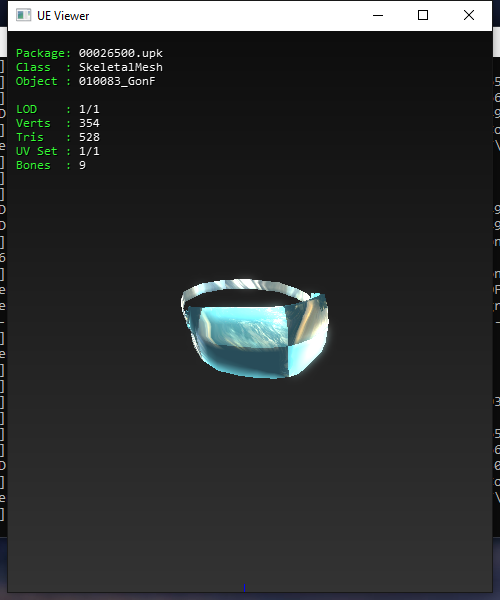 UE Viewer
Package: 00026500.upk
Class : SkeletalMesh
Object : 010083_GonF
LOD : 1/1
Verts : 354
Tris : 528
UV Set : 1/1
Bones : 9